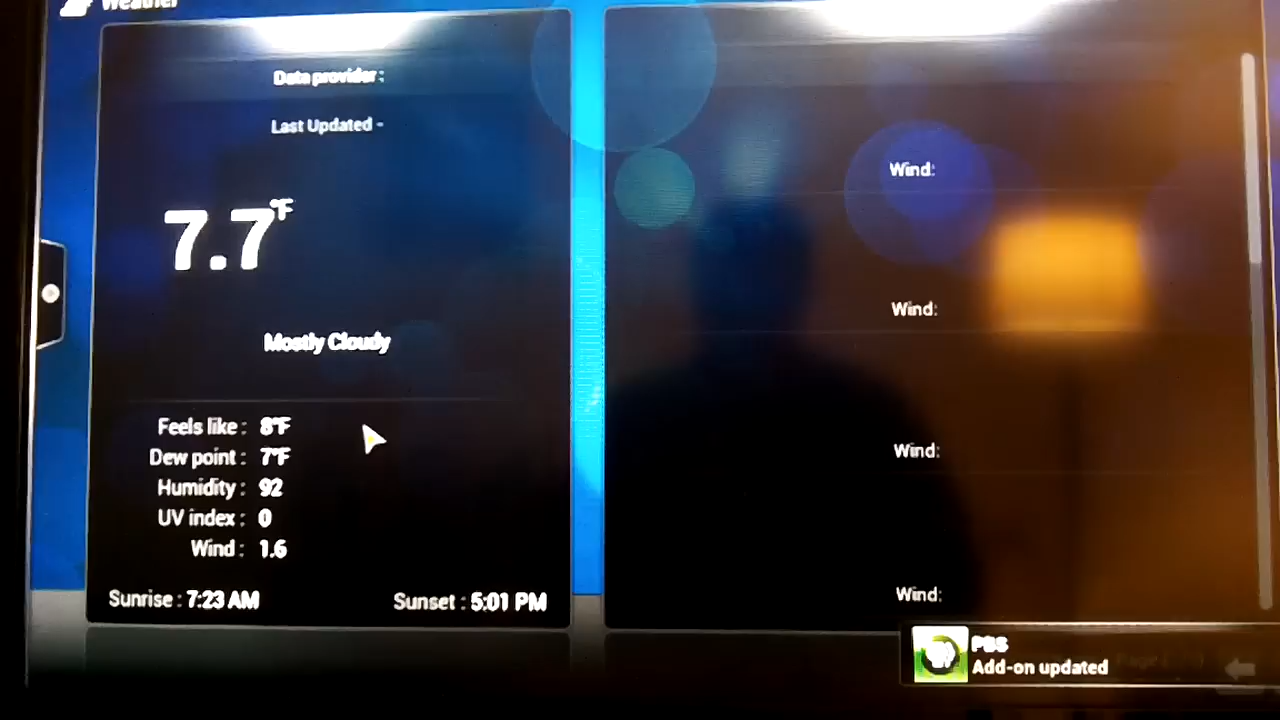 Weather
Data provider :
Last Updated -
7.7°F
Mostly Cloudy
Feels like : 8°F
Dew point : 7°F
Humidity : 92
UV index : 0
Wind : 1.6
Sunrise : 7:23 AM
Sunset : 5:01 PM
Wind:
Wind:
Wind:
Wind:
PBS
Add-on updated